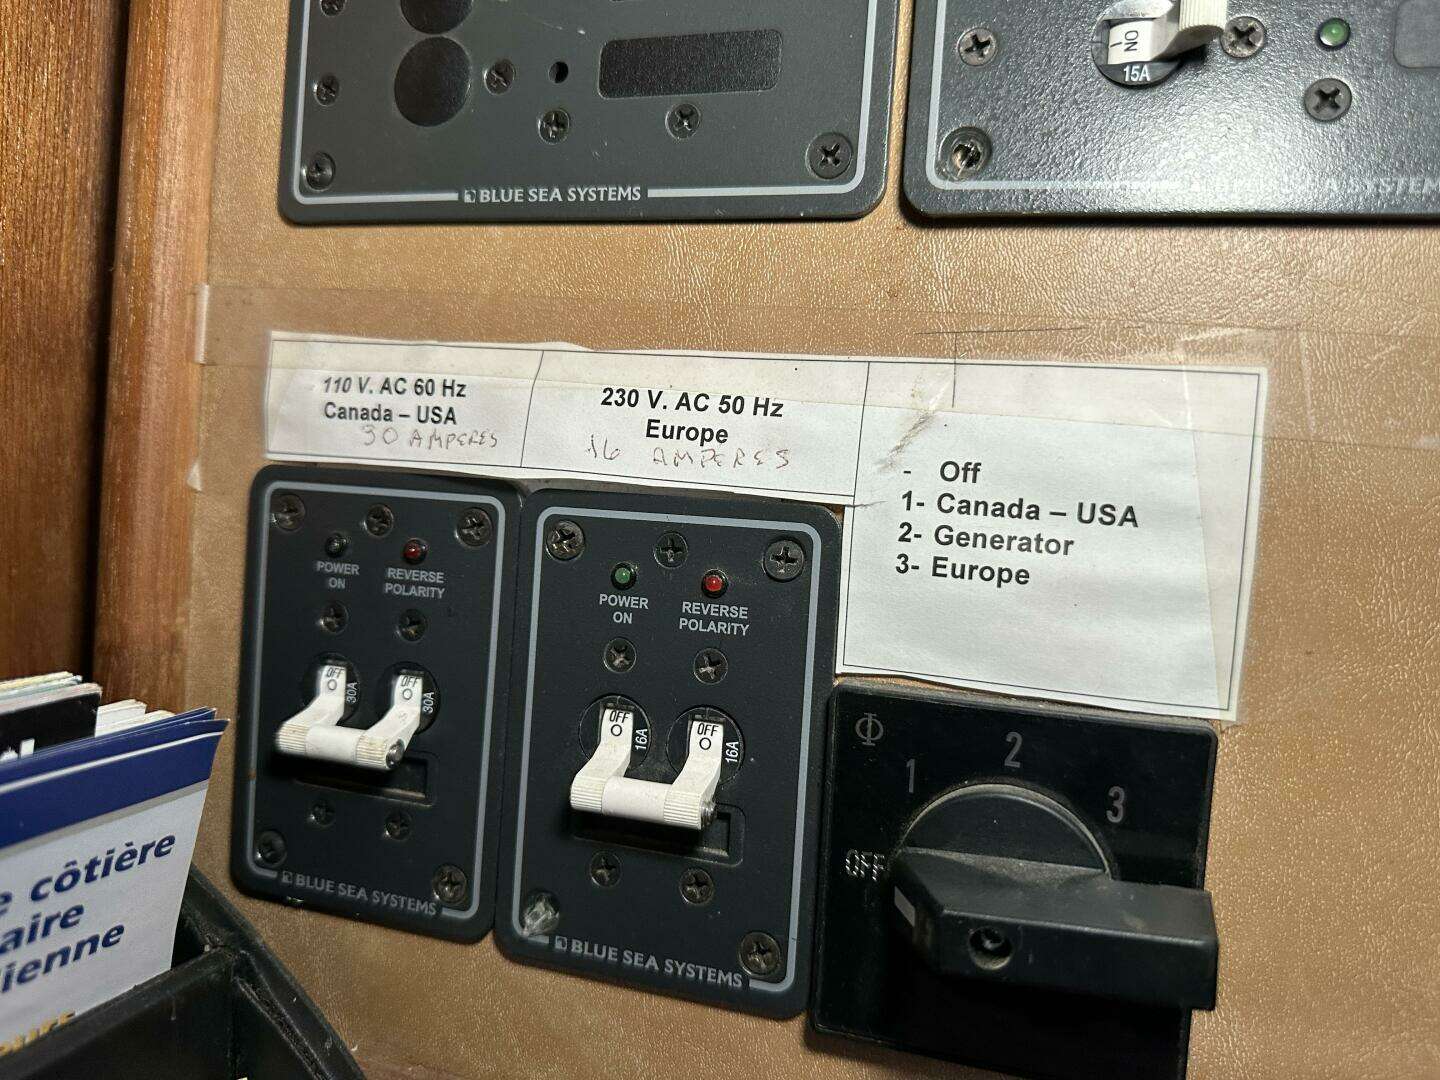 BLUE SEA SYSTEMS
ON
15A
SYSTEM
110 V. AC 60 Hz
Canada – USA
30 AMPERES
230 V. AC 50 Hz
Europe
16 AMPERES
- Off
1- Canada – USA
2- Generator
3- Europe
POWER
ON
REVERSE
POLARITY
OFF
30A
OFF
30A
BLUE SEA SYSTEMS
POWER
ON
REVERSE
POLARITY
OFF
16A
OFF
16A
BLUE SEA SYSTEMS
OFF
1
2
3
e côtière
aire
ienne